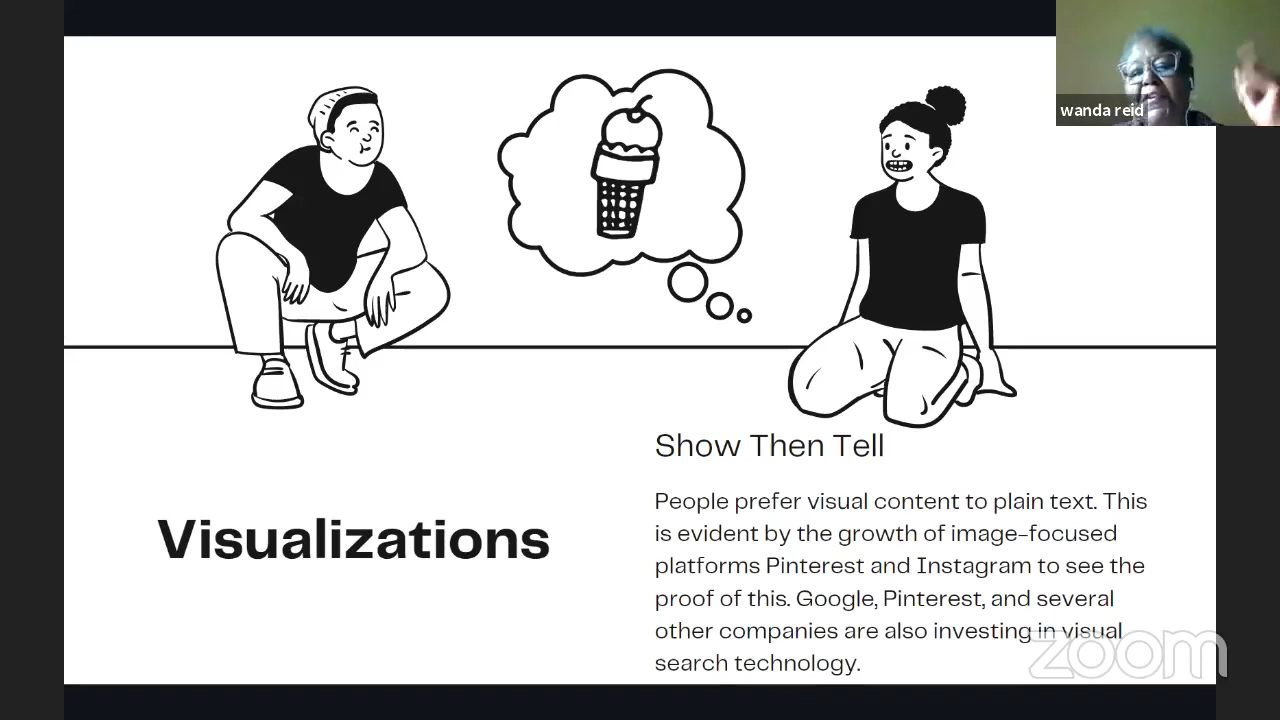 wanda reid
Show Then Tell
Visualizations
People prefer visual content to plain text. This
is evident by the growth of image-focused
platforms Pinterest and Instagram to see the
proof of this. Google, Pinterest, and several
other companies are also investing in visual
search technology.
zoom